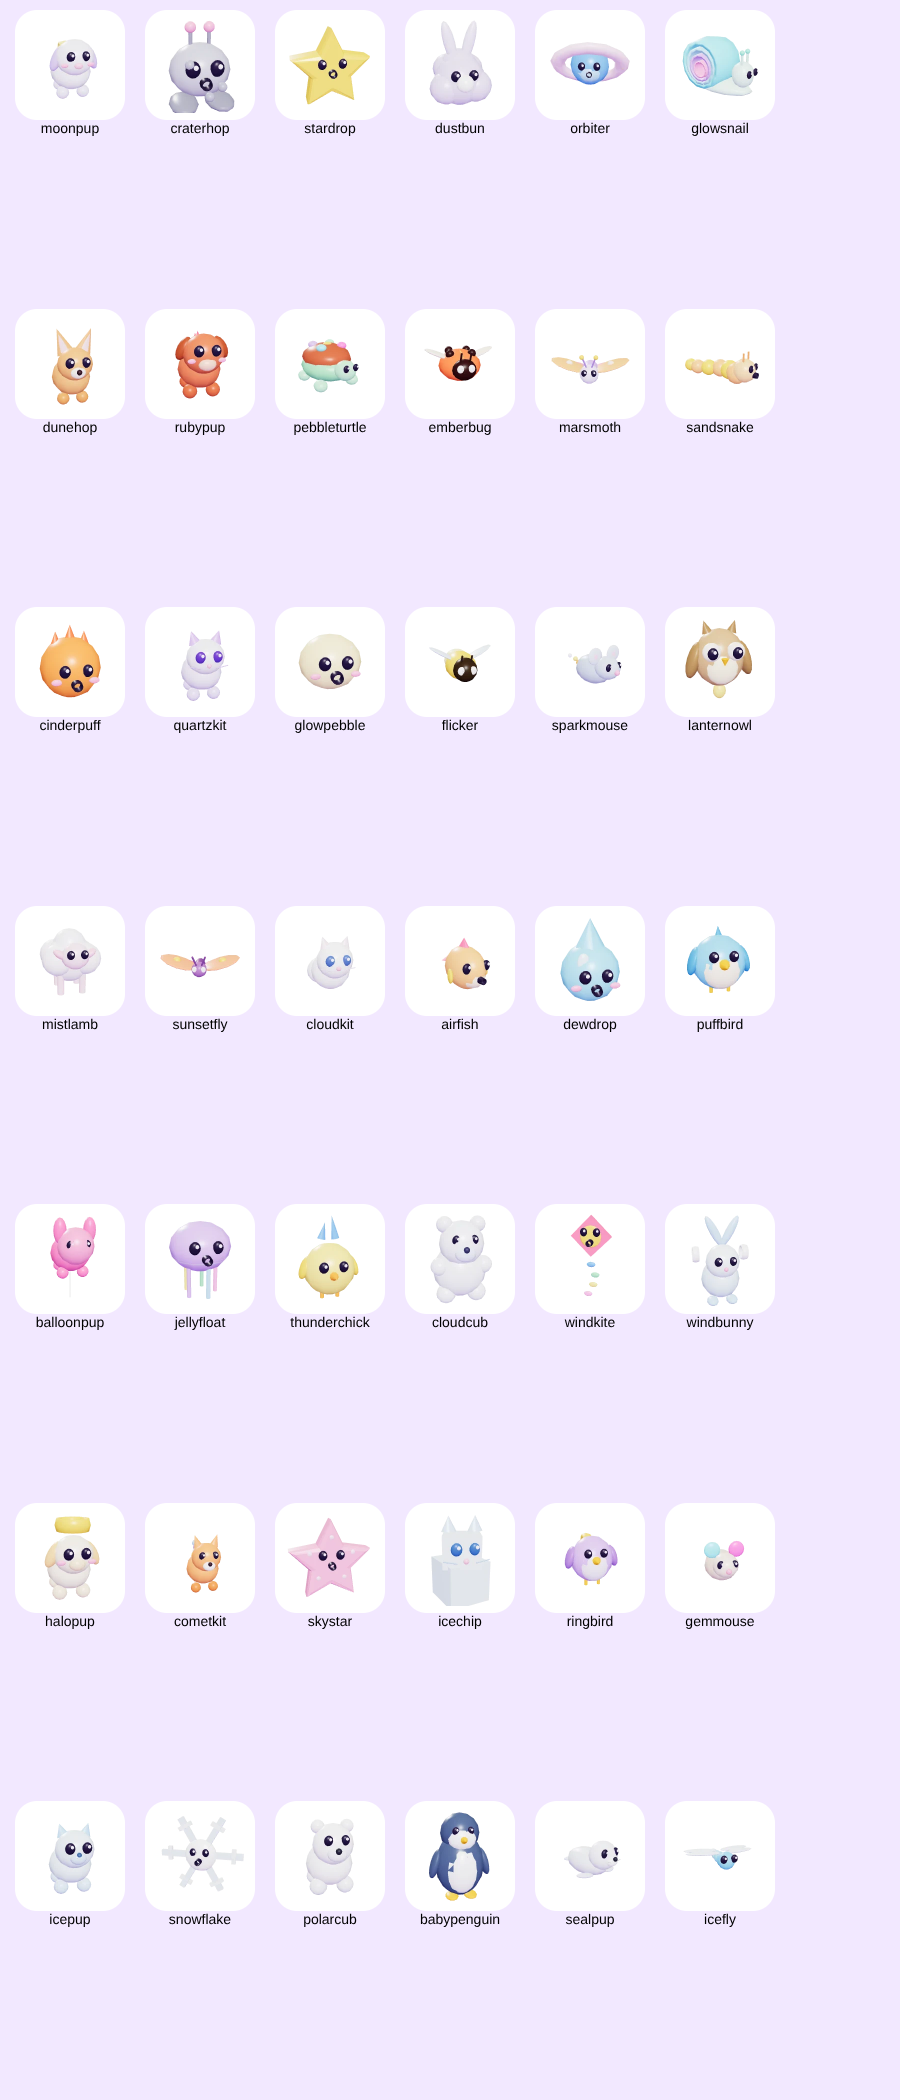 moonpup craterhop stardrop dustbun orbiter glowsnail
dunehop rubypup pebbleturtle emberbug marsmoth sandsnake
cinderpuff quartzkit glowpebble flicker sparkmouse lanternowl
mistlamb sunsetfly cloudkit airfish dewdrop puffbird
balloonpup jellyfloat thunderchick cloudcub windkite windbunny
halopup cometkit skystar icechip ringbird gemmouse
icepup snowflake polarcub babypenguin sealpup icefly